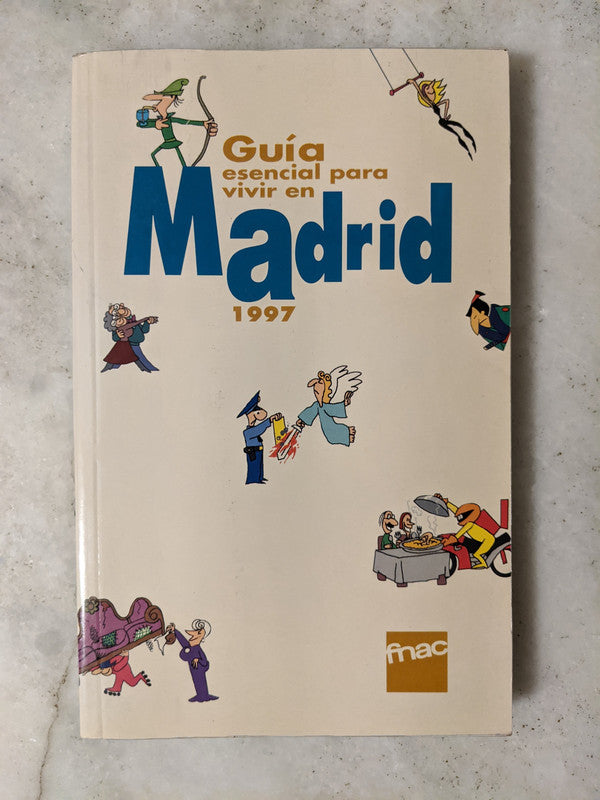 Guía
esencial para
vivir en
Madrid
1997
fnac